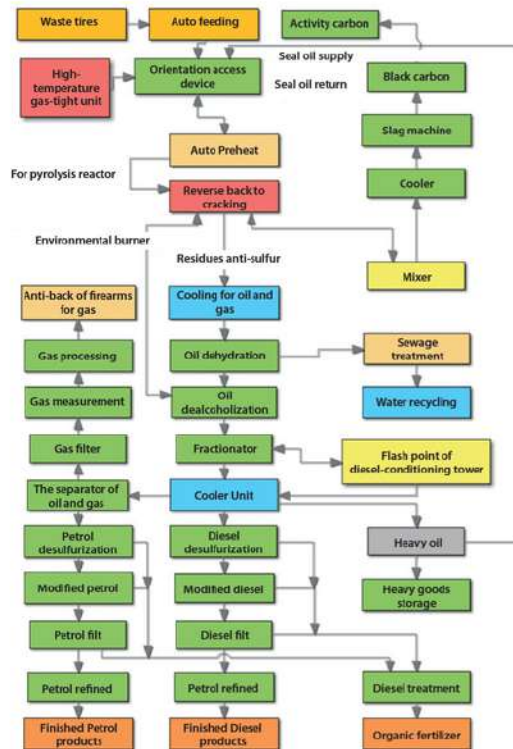 Waste tires
Auto feeding
Activity carbon
Seal oil supply
High-
temperature
gas-tight unit
Orientation access
device
Seal oil return
Black carbon
Slag machine
Auto Preheat
For pyrolysis reactor
Reverse back to
cracking
Cooler
Environmental burner
Residues anti-sulfur
Mixer
Anti-back of firearms
for gas
Cooling for oil and
gas
Gas processing
Oil dehydration
Sewage
treatment
Gas measurement
Oil
dealcoholization
Water recycling
Gas filter
Fractionator
Flash point of
diesel-conditioning tower
The separator of
oil and gas
Cooler Unit
Petrol
desulfurization
Diesel
desulfurization
Heavy oil
Modified petrol
Modified diesel
Heavy goods
storage
Petrol filt
Diesel filt
Petrol refined
Petrol refined
Diesel treatment
Finished Petrol
products
Finished Diesel
products
Organic fertilizer